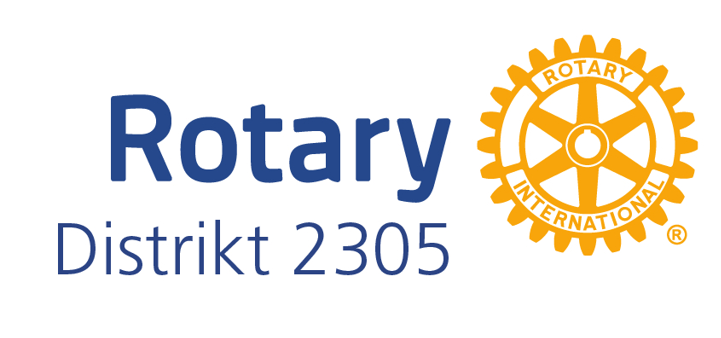 Rotary
Distrikt 2305
ROTARY
INTERNATIONAL
®